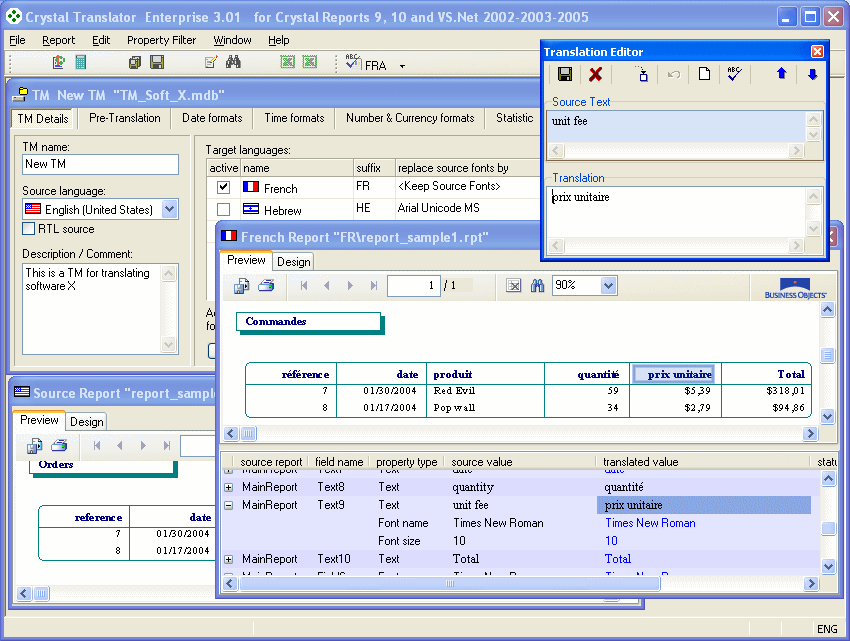 Crystal Translator Enterprise 3.01 for Crystal Reports 9, 10 and VS.Net 2002-2003-2005
File Report Edit Property Filter Window Help
ABC FRA
TM New TM "TM_Soft_X.mdb"
TM Details Pre-Translation Date formats Time formats Number & Currency formats Statistic
TM name:
New TM
Source language:
English (United States)
RTL source
Description / Comment:
This is a TM for translating
software X
Target languages:
active name suffix replace source fonts by
French FR <Keep Source Fonts>
Hebrew HE Arial Unicode MS
Translation Editor
ABC
Source Text
unit fee
Translation
prix unitaire
French Report "FR\report_sample1.rpt"
Preview Design
1 / 1 90%
BUSINESS OBJECTS
Commandes
référence date produit quantité prix unitaire Total
7 01/30/2004 Red Evil 59 $5,39 $318,01
8 01/17/2004 Pop wall 34 $2,79 $94,86
source report field name property type source value translated value statu
MainReport Text7 Text date date
MainReport Text8 Text quantity quantité
MainReport Text9 Text unit fee prix unitaire
Font name Times New Roman Times New Roman
Font size 10 10
MainReport Text10 Text Total Total
Source Report "report_sampl
Preview Design
Orders
reference date
7 01/30/2004
8 01/17/2004
ENG